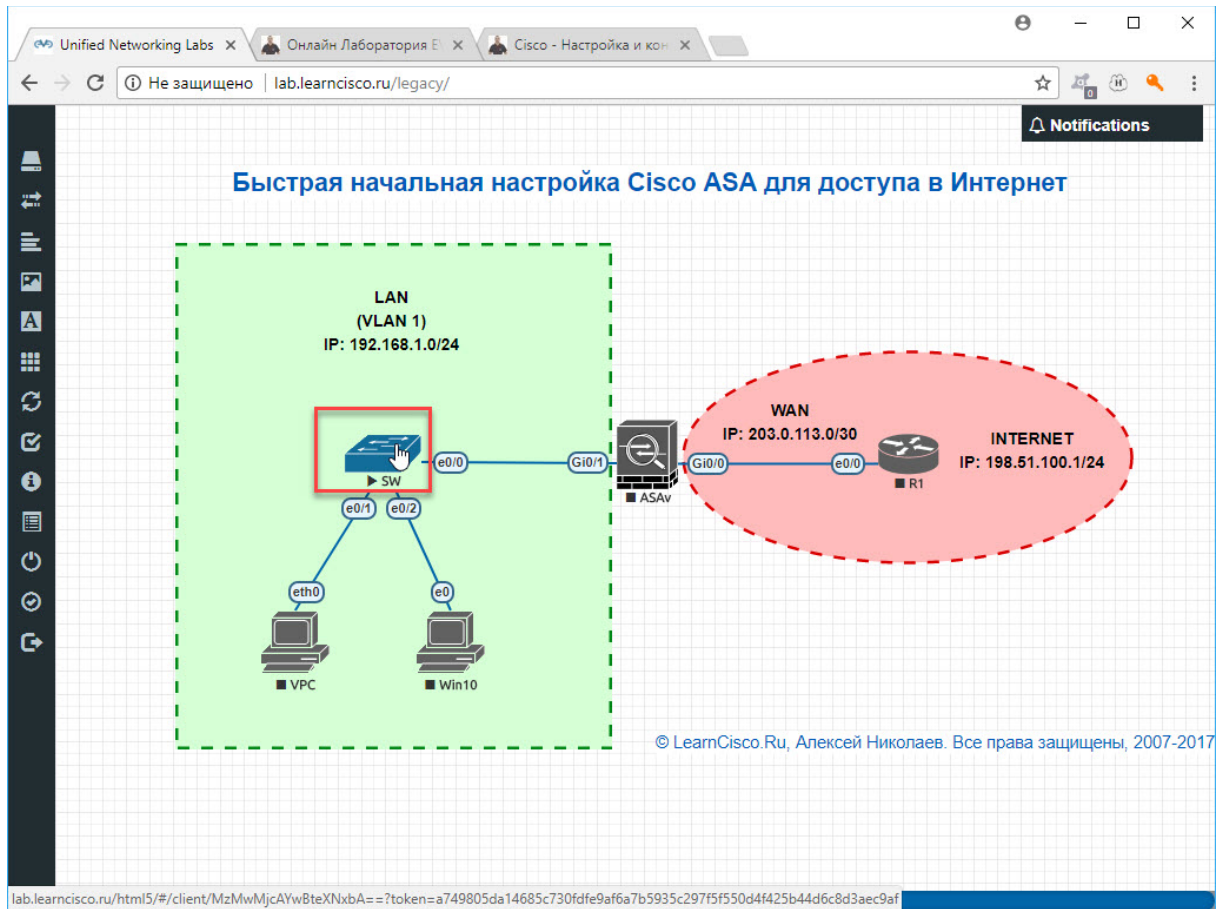 Unified Networking Labs
Онлайн Лаборатория E
Cisco - Настройка и кон
Не защищено | lab.learncisco.ru/legacy/
0
Notifications
Быстрая начальная настройка Cisco ASA для доступа в Интернет
LAN
(VLAN 1)
IP: 192.168.1.0/24
WAN
IP: 203.0.113.0/30
INTERNET
IP: 198.51.100.1/24
e0/0
Gi0/1
Gi0/0
e0/0
SW
ASAv
R1
e0/1
e0/2
eth0
e0
VPC
Win10
© LearnCisco.Ru, Алексей Николаев. Все права защищены, 2007-2017
lab.learncisco.ru/html5/#/client/MzMwMjcAYwBteXNxbA==?token=a749805da14685c730fdfe9af6a7b5935c297f5f550d4f425b44d6c8d3aec9af